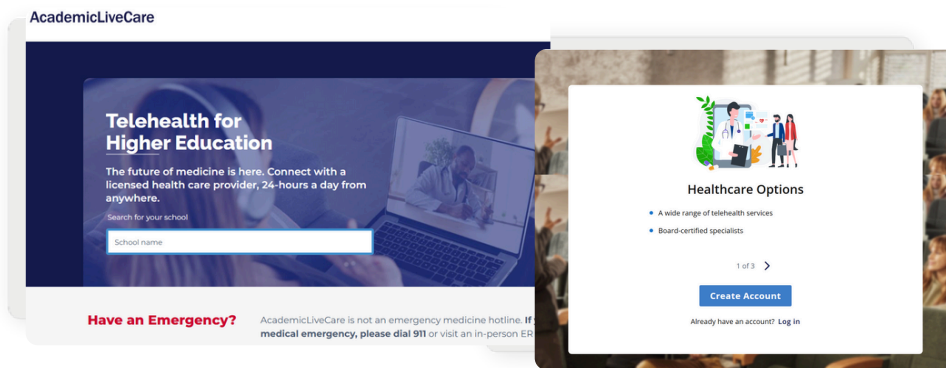 AcademicLiveCare
Telehealth for
Higher Education
The future of medicine is here. Connect with a
licensed health care provider, 24-hours a day from
anywhere.
Search for your school
School name
Have an Emergency?
AcademicLiveCare is not an emergency medicine hotline. If
medical emergency, please dial 911 or visit an in-person ER
Healthcare Options
A wide range of telehealth services
Board-certified specialists
1 of 3
Create Account
Already have an account? Log in